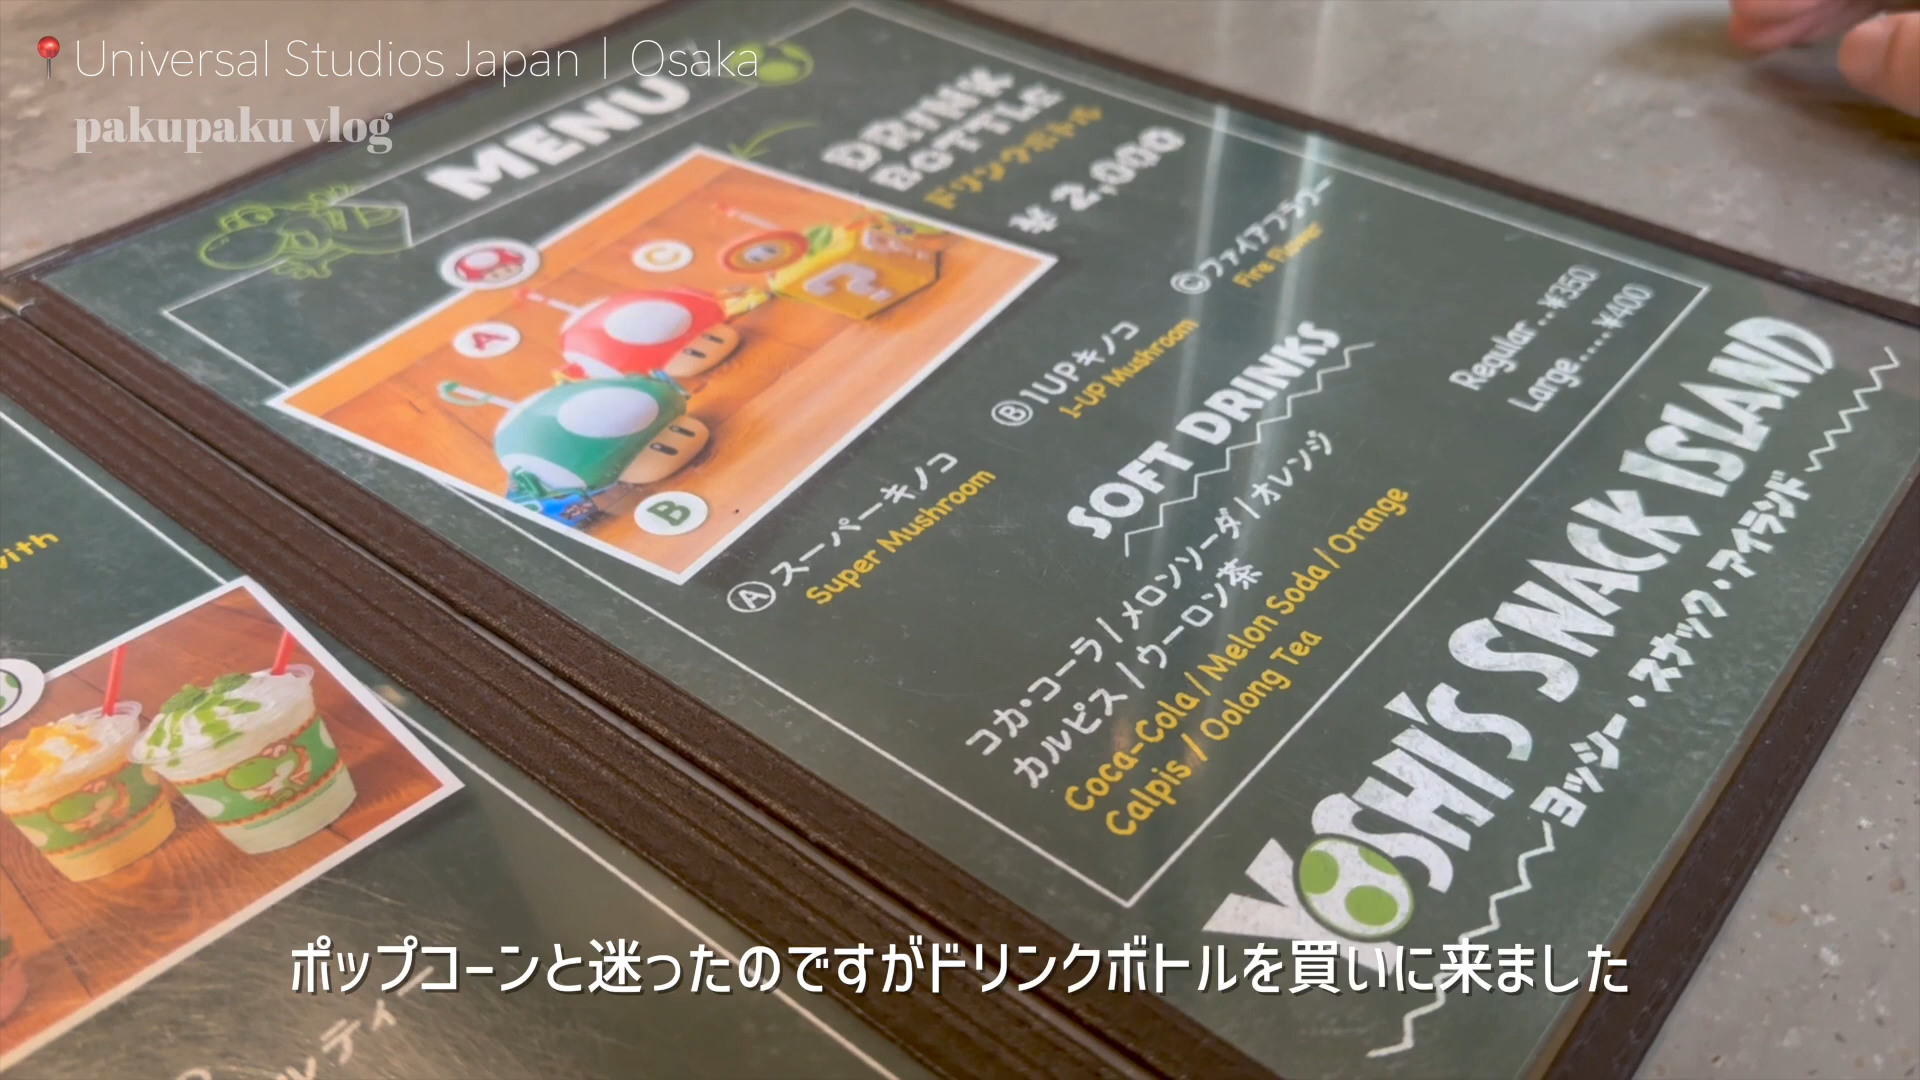 Universal Studios Japan | Osaka
pakupaku vlog
MENU
DRINK
BOTTLE
ドリンクボトル
¥ 2,000
A
B
C
Ⓐスーパーキノコ
Super Mushroom
Ⓑ1UPキノコ
1-UP Mushroom
Ⓒファイアフラワー
Fire Flower
SOFT DRINKS
コカ・コーラ / メロンソーダ / オレンジ
カルピス / ウーロン茶
Coca-Cola / Melon Soda / Orange
Calpis / Oolong Tea
Regular..¥350
Large....¥400
YOSHI'S SNACK ISLAND
ヨッシー・スナック・アイランド
with
ポップコーンと迷ったのですがドリンクボトルを買いに来ました